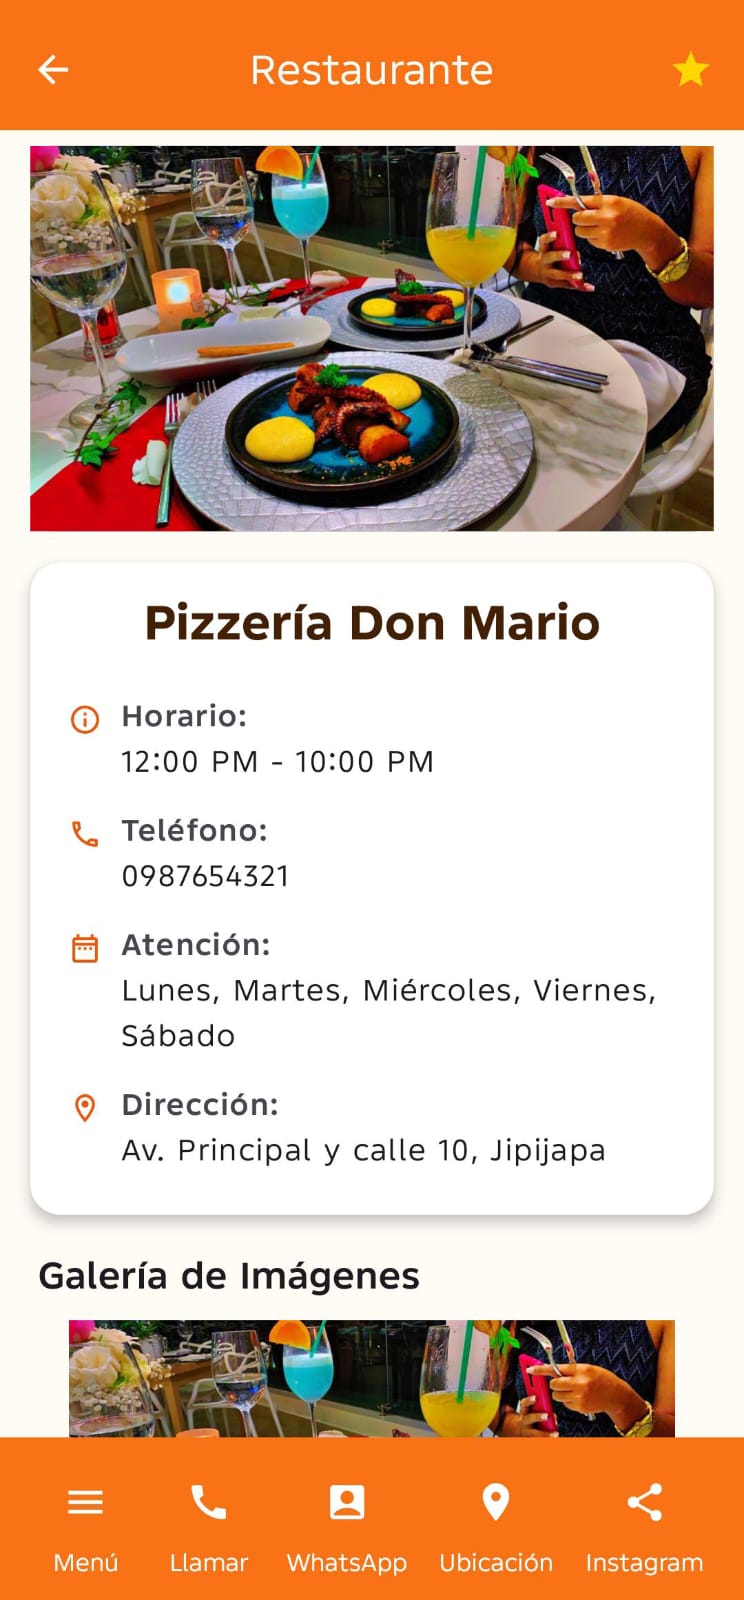 Restaurante
Pizzería Don Mario
Horario:
12:00 PM - 10:00 PM
Teléfono:
0987654321
Atención:
Lunes, Martes, Miércoles, Viernes,
Sábado
Dirección:
Av. Principal y calle 10, Jipijapa
Galería de Imágenes
Menú
Llamar
WhatsApp
Ubicación
Instagram